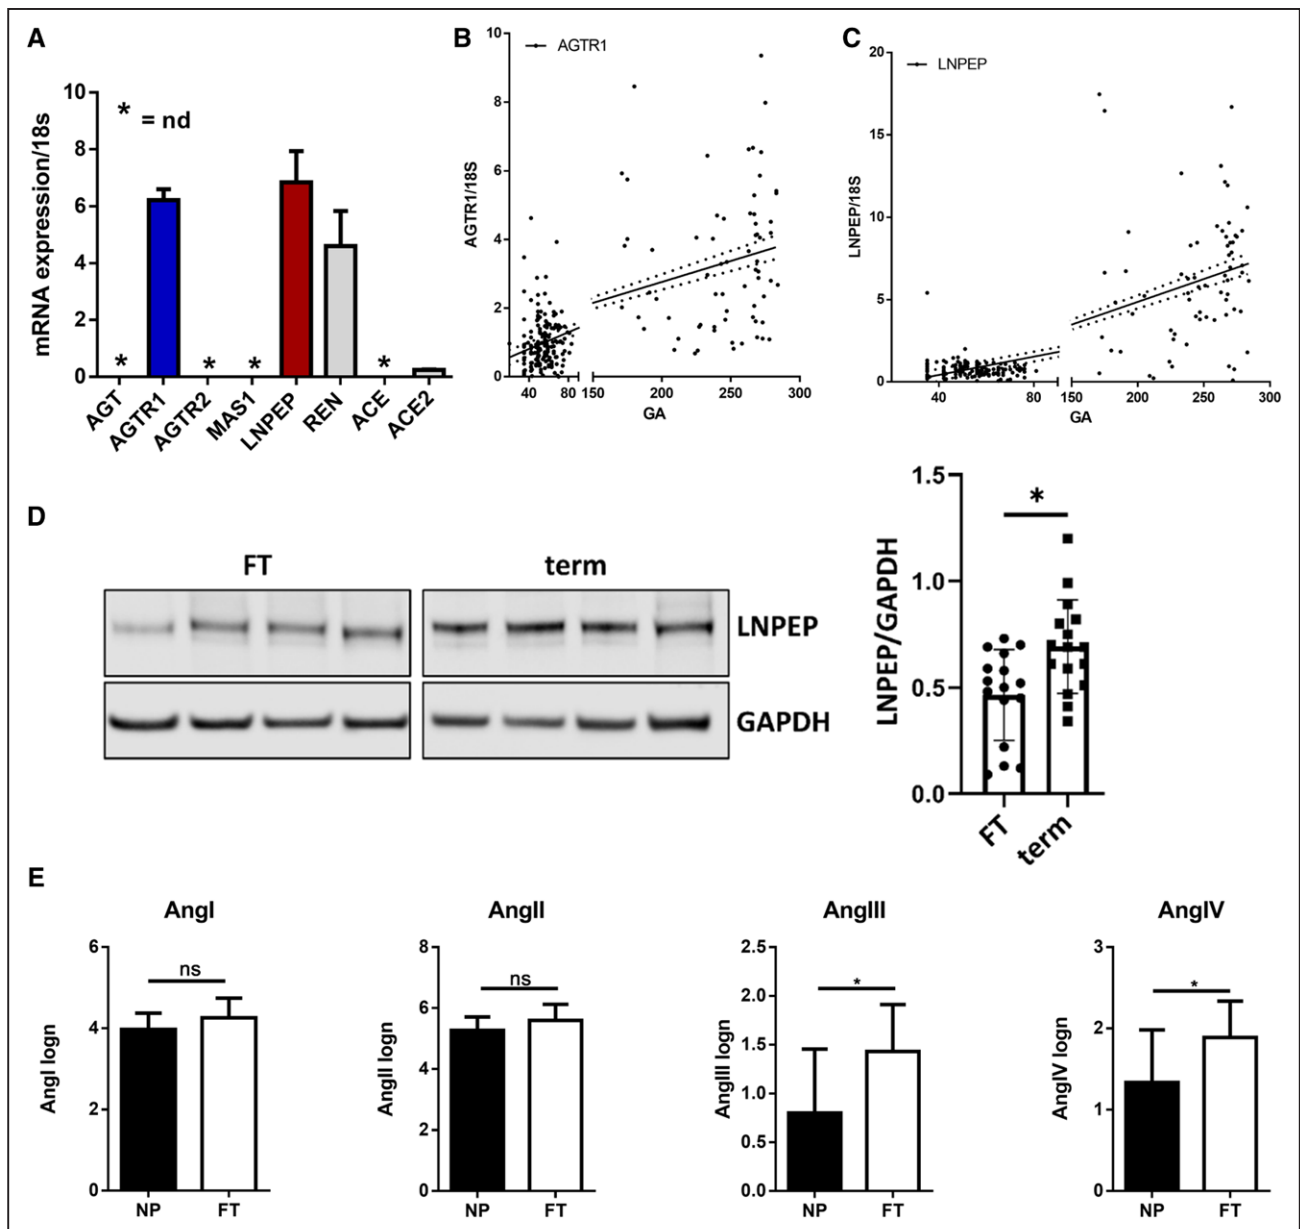 A
mRNA expression/18s
10
8
6
4
2
0
* = nd
*
*
*
*
AGT
AGTR1
AGTR2
MAS1
LNPEP
REN
ACE
ACE2
B
AGTR1
AGTR1/18S
10
8
6
4
2
0
40
80
150
200
250
300
GA
C
LNPEP
LNPEP/18S
20
15
10
5
0
40
80
150
200
250
300
GA
D
FT
term
LNPEP
GAPDH
LNPEP/GAPDH
1.5
1.0
0.5
0.0
*
FT
term
E
AngI
AngI logn
6
4
2
0
ns
NP
FT
AngII
AngII logn
8
6
4
2
0
ns
NP
FT
AngIII
AngIII logn
2.5
2.0
1.5
1.0
0.5
0.0
*
NP
FT
AngIV
AngIV logn
3
2
1
0
*
NP
FT